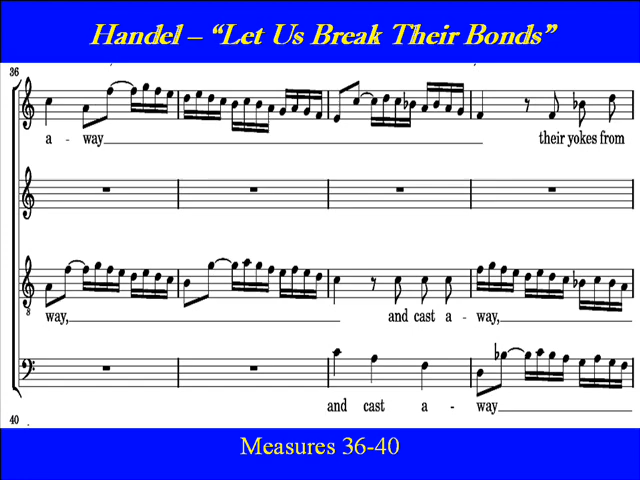 Handel – “Let Us Break Their Bonds”
36
a - way their yokes from
way, and cast a - way,
and cast a - way
40
Measures 36-40